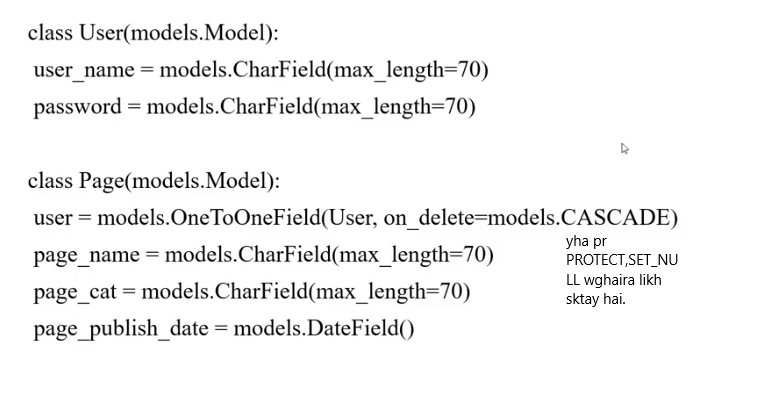 class User(models.Model):
user_name = models.CharField(max_length=70)
password = models.CharField(max_length=70)
class Page(models.Model):
user = models.OneToOneField(User, on_delete=models.CASCADE)
page_name = models.CharField(max_length=70)
page_cat = models.CharField(max_length=70)
page_publish_date = models.DateField()
yha pr
PROTECT,SET_NU
LL wghaira likh
sktay hai.